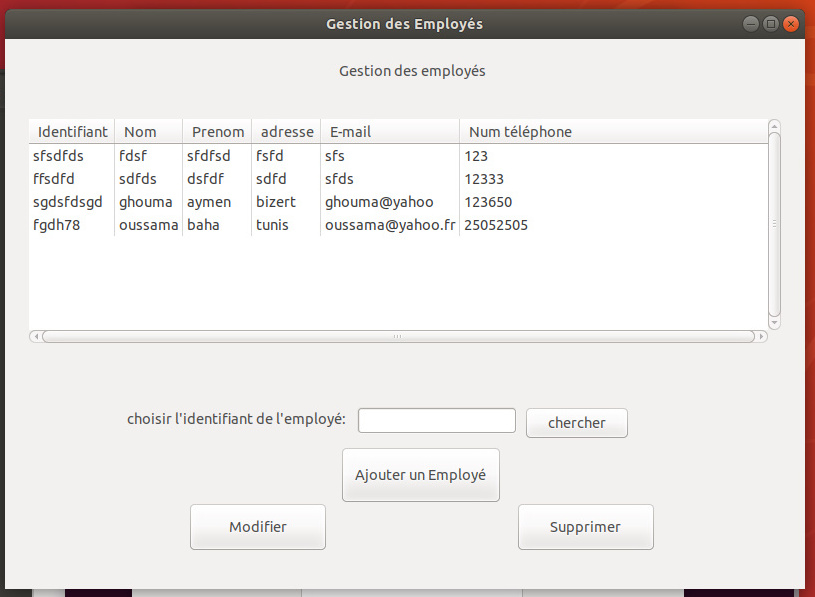 Gestion des Employés
Gestion des employés
Identifiant Nom Prenom adresse E-mail Num téléphone
sfsdfds fdsf sfdfsd fsfd sfs 123
ffsdfd sdfds dsfdf sdfd sfds 12333
sgdsfdsgd ghouma aymen bizert ghouma@yahoo 123650
fgdh78 oussama baha tunis oussama@yahoo.fr 25052505
choisir l'identifiant de l'employé: chercher
Ajouter un Employé
Modifier Supprimer